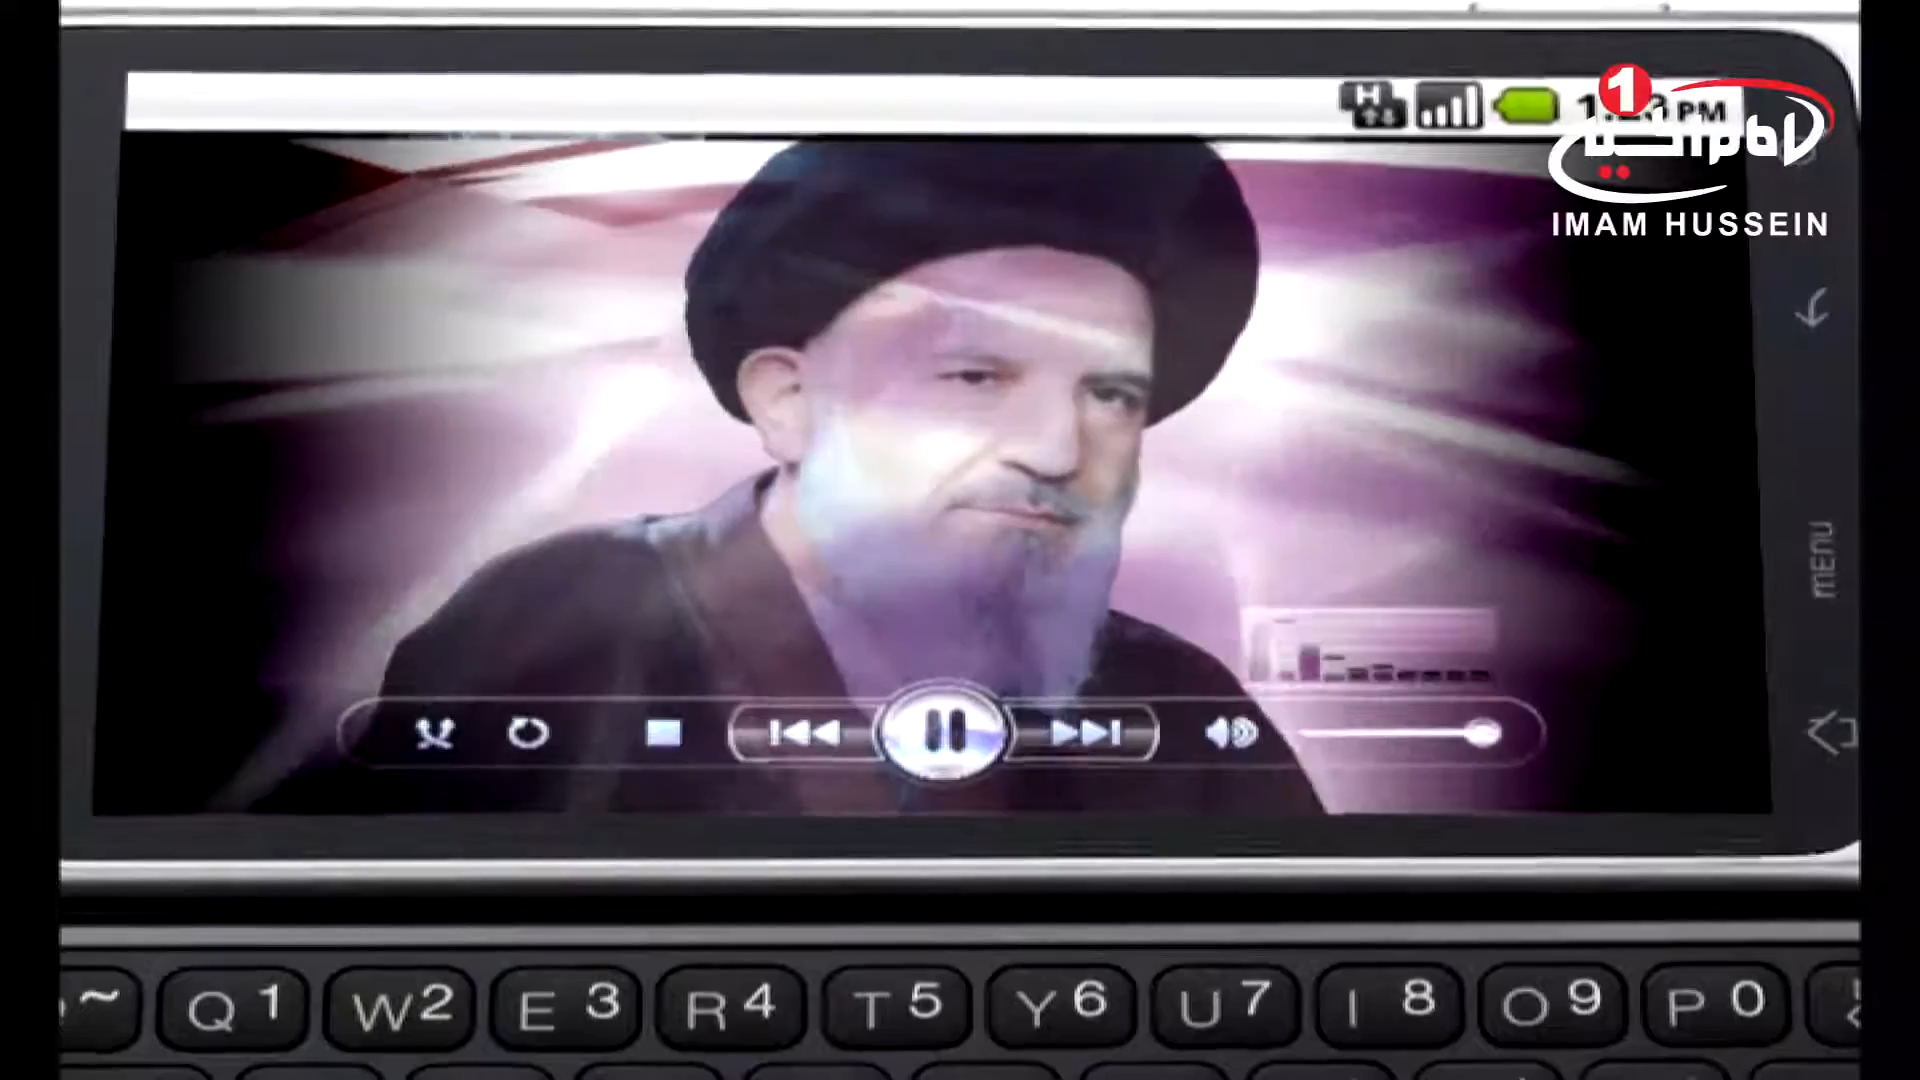 H
PM
1
IMAM HUSSEIN
MENU
~
Q 1
W 2
E 3
R 4
T 5
Y 6
U 7
I 8
O 9
P 0